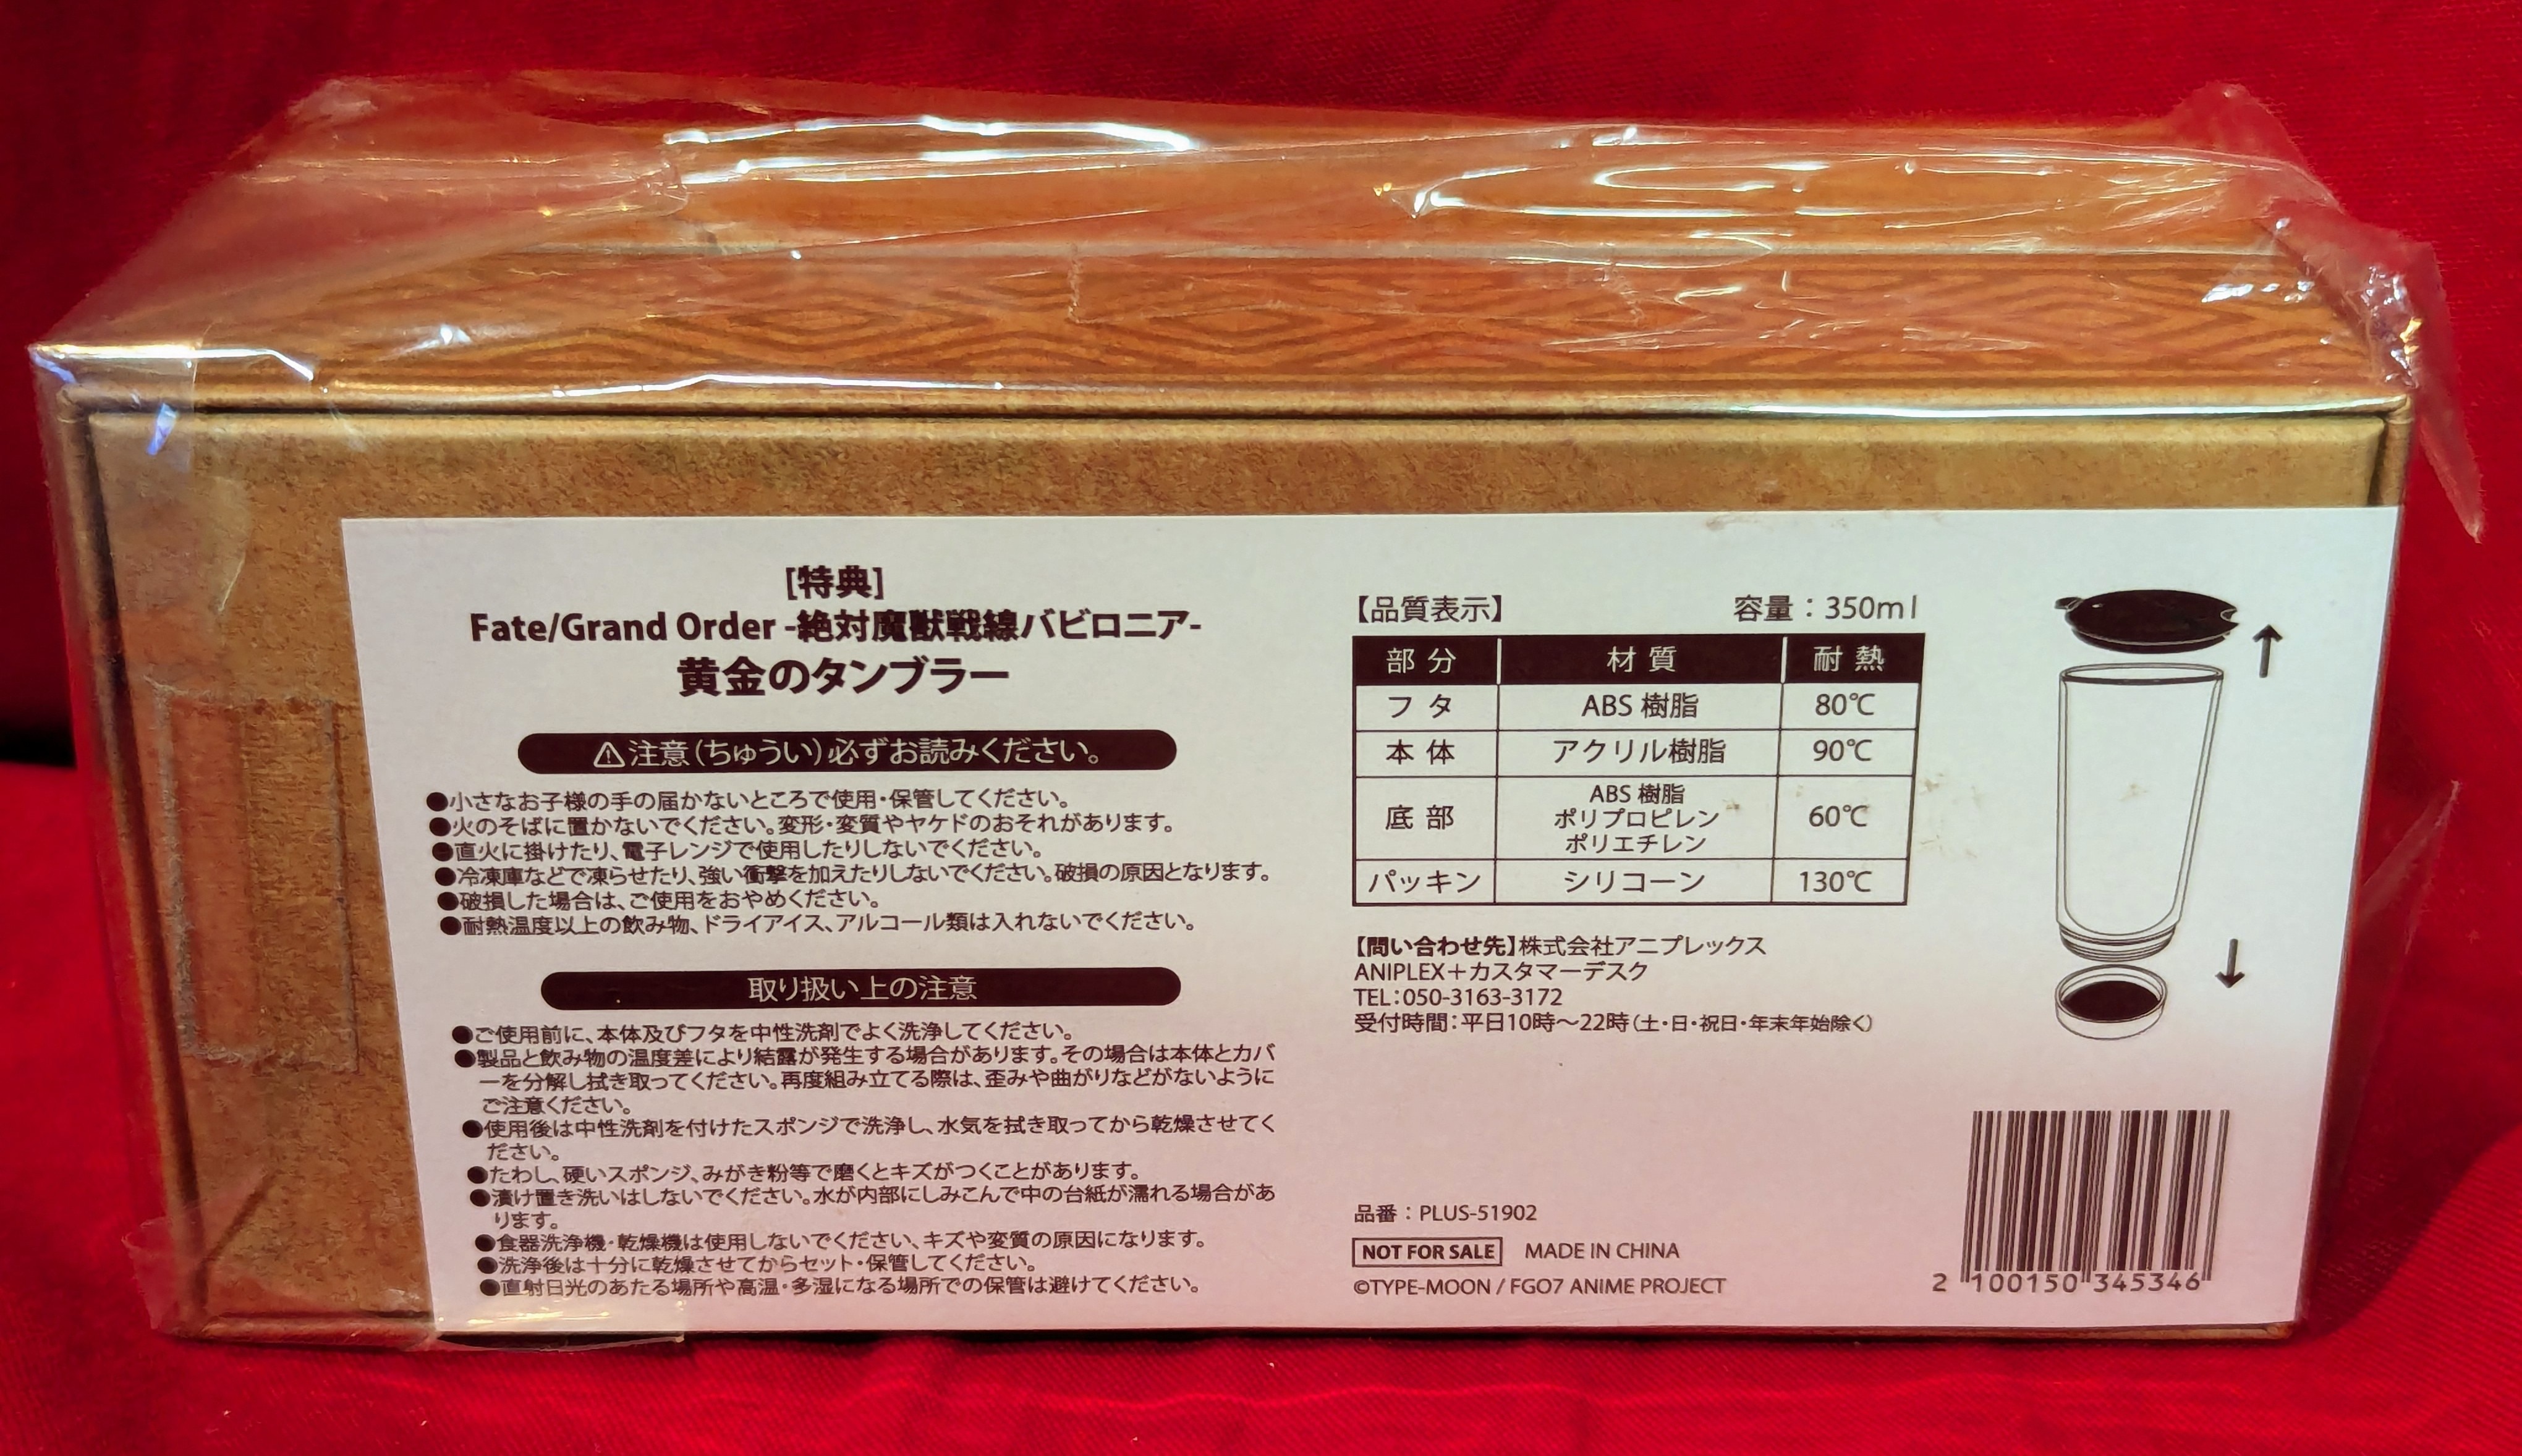 [特典]
Fate/Grand Order -絶対魔獣戦線バビロニア-
黄金のタンブラー
⚠注意(ちゅうい)必ずお読みください。
●小さなお子様の手の届かないところで使用・保管してください。
●火のそばに置かないでください。変形・変質やヤケドのおそれがあります。
●直火に掛けたり、電子レンジで使用したりしないでください。
●冷凍庫などで凍らせたり、強い衝撃を加えたりしないでください。破損の原因となります。
●破損した場合は、ご使用をおやめください。
●耐熱温度以上の飲み物、ドライアイス、アルコール類は入れないでください。
取り扱い上の注意
●ご使用前に、本体及びフタを中性洗剤でよく洗浄してください。
●製品と飲み物の温度差により結露が発生する場合があります。その場合は本体とカバ
ーを分解し拭き取ってください。再度組み立てる際は、歪みや曲がりなどがないように
ご注意ください。
●使用後は中性洗剤を付けたスポンジで洗浄し、水気を拭き取ってから乾燥させてく
ださい。
●たわし、硬いスポンジ、みがき粉等で磨くとキズがつくことがあります。
●漬け置き洗いはしないでください。水が内部にしみこんで中の台紙が濡れる場合があ
ります。
●食器洗浄機・乾燥機は使用しないでください、キズや変質の原因になります。
●洗浄後は十分に乾燥させてからセット・保管してください。
●直射日光のあたる場所や高温・多湿になる場所での保管は避けてください。
【品質表示】 容量：350ml
部分 材質 耐熱
フタ ABS 樹脂 80℃
本体 アクリル樹脂 90℃
底部 ABS 樹脂
ポリプロピレン
ポリエチレン 60℃
パッキン シリコーン 130℃
【問い合わせ先】株式会社アニプレックス
ANIPLEX＋カスタマーデスク
TEL：050-3163-3172
受付時間：平日10時～22時(土・日・祝日・年末年始除く)
品番：PLUS-51902
NOT FOR SALE MADE IN CHINA
©TYPE-MOON / FGO7 ANIME PROJECT
2 100150 345346